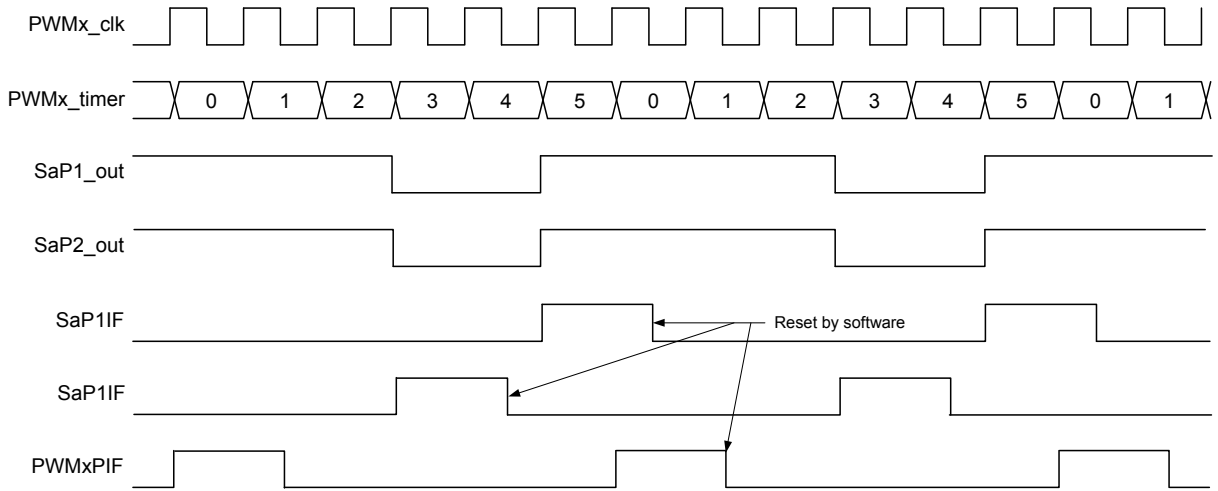 PWMx_clk
PWMx_timer 0 1 2 3 4 5 0 1 2 3 4 5 0 1
SaP1_out
SaP2_out
SaP1IF
Reset by software
SaP1IF
PWMxPIF